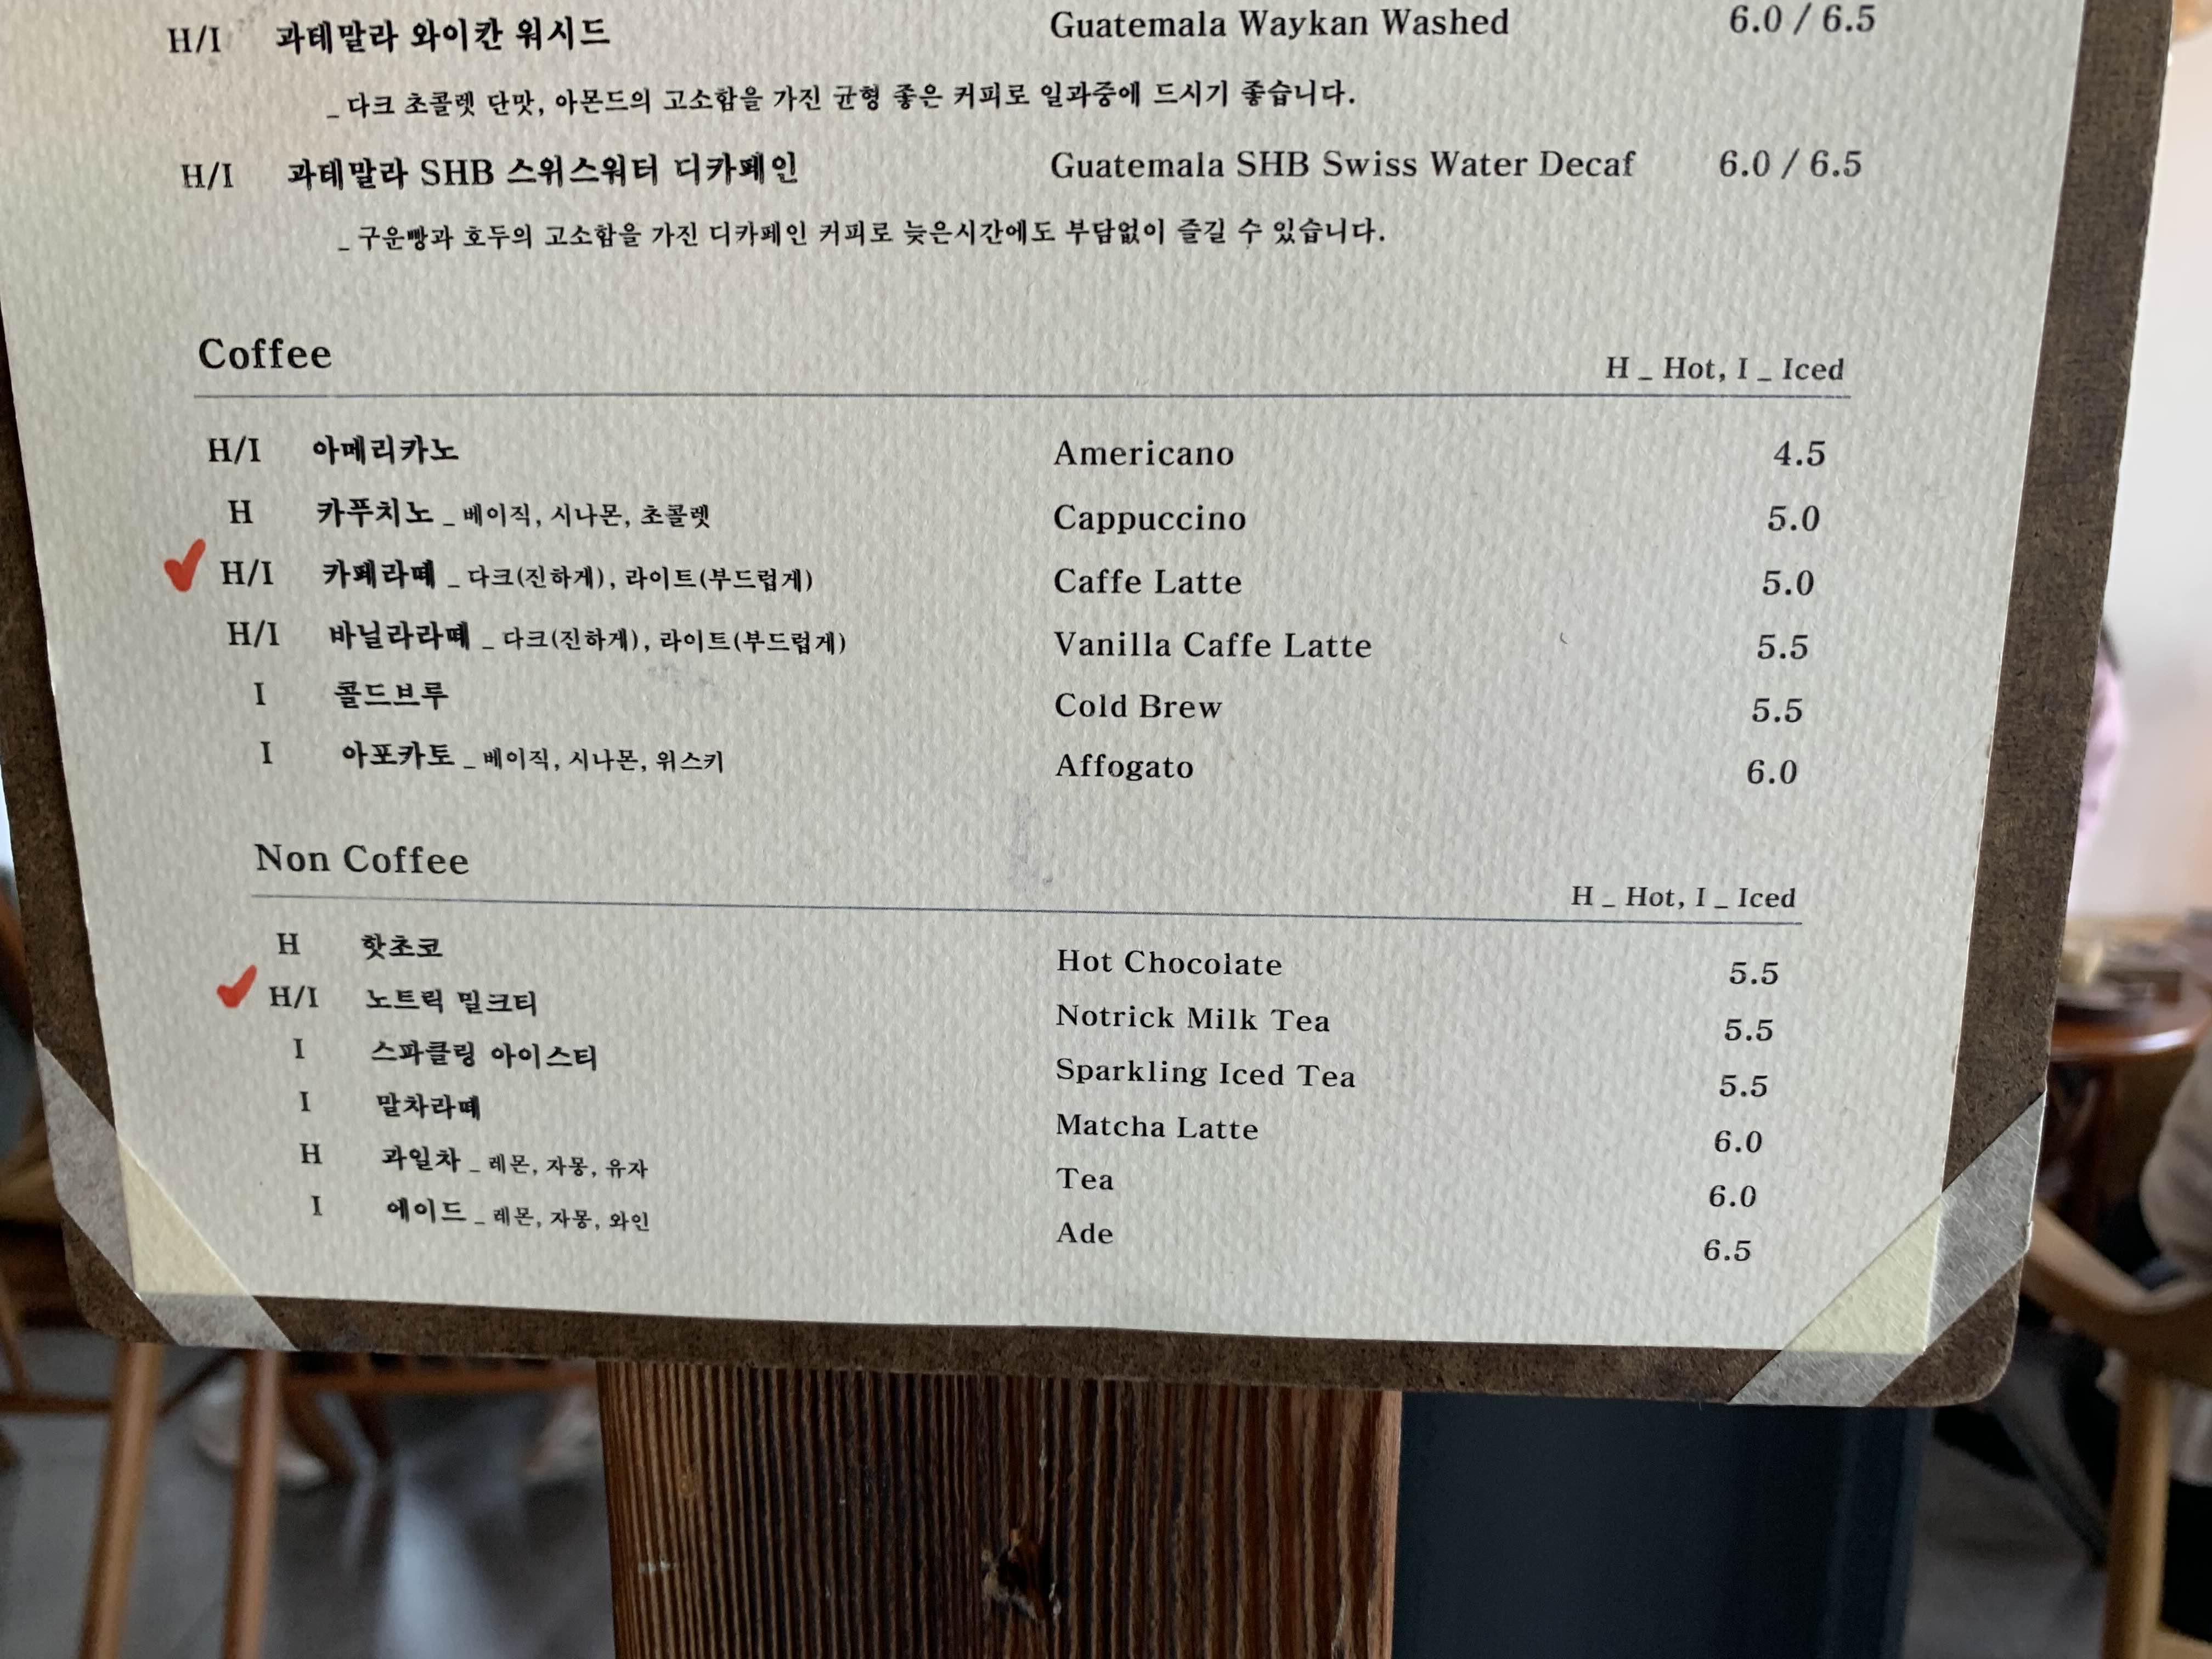 H/I 과테말라 와이칸 워시드 Guatemala Waykan Washed 6.0 / 6.5
_ 다크 초콜렛 단맛, 아몬드의 고소함을 가진 균형 좋은 커피로 일과중에 드시기 좋습니다.
H/I 과테말라 SHB 스위스워터 디카페인 Guatemala SHB Swiss Water Decaf 6.0 / 6.5
_ 구운빵과 호두의 고소함을 가진 디카페인 커피로 늦은시간에도 부담없이 즐길 수 있습니다.
Coffee H _ Hot, I _ Iced
H/I 아메리카노 Americano 4.5
H 카푸치노 _ 베이직, 시나몬, 초콜렛 Cappuccino 5.0
H/I 카페라떼 _ 다크(진하게), 라이트(부드럽게) Caffe Latte 5.0
H/I 바닐라라떼 _ 다크(진하게), 라이트(부드럽게) Vanilla Caffe Latte 5.5
I 콜드브루 Cold Brew 5.5
I 아포카토 _ 베이직, 시나몬, 위스키 Affogato 6.0
Non Coffee H _ Hot, I _ Iced
H 핫초코 Hot Chocolate 5.5
H/I 노트릭 밀크티 Notrick Milk Tea 5.5
I 스파클링 아이스티 Sparkling Iced Tea 5.5
I 말차라떼 Matcha Latte 6.0
H 과일차 _ 레몬, 자몽, 유자 Tea 6.0
I 에이드 _ 레몬, 자몽, 와인 Ade 6.5